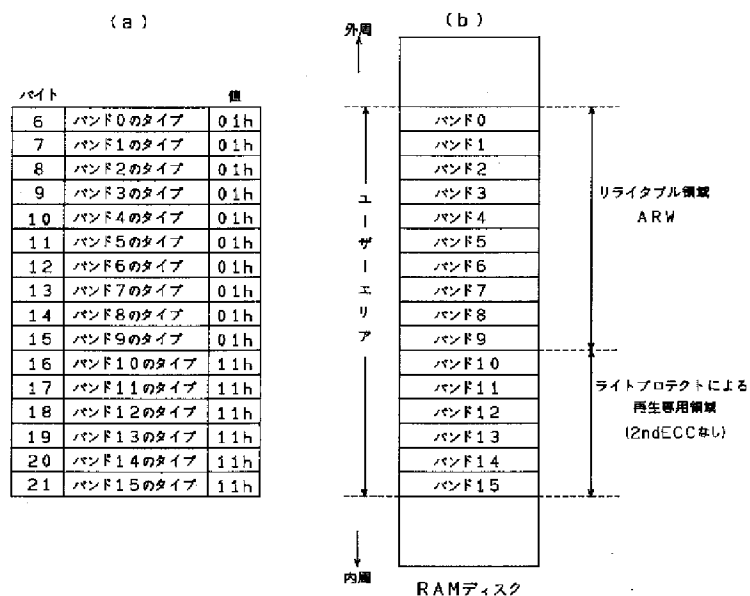 (a)
バイト 値
6 バンド0のタイプ 01h
7 バンド1のタイプ 01h
8 バンド2のタイプ 01h
9 バンド3のタイプ 01h
10 バンド4のタイプ 01h
11 バンド5のタイプ 01h
12 バンド6のタイプ 01h
13 バンド7のタイプ 01h
14 バンド8のタイプ 01h
15 バンド9のタイプ 01h
16 バンド10のタイプ 11h
17 バンド11のタイプ 11h
18 バンド12のタイプ 11h
19 バンド13のタイプ 11h
20 バンド14のタイプ 11h
21 バンド15のタイプ 11h
(b)
外周
ユーザーエリア
バンド0
バンド1
バンド2
バンド3
バンド4
バンド5
バンド6
バンド7
バンド8
バンド9
バンド10
バンド11
バンド12
バンド13
バンド14
バンド15
リライタブル領域
ARW
ライトプロテクトによる
再生専用領域
(2ndECCなし)
内周
RAMディスク